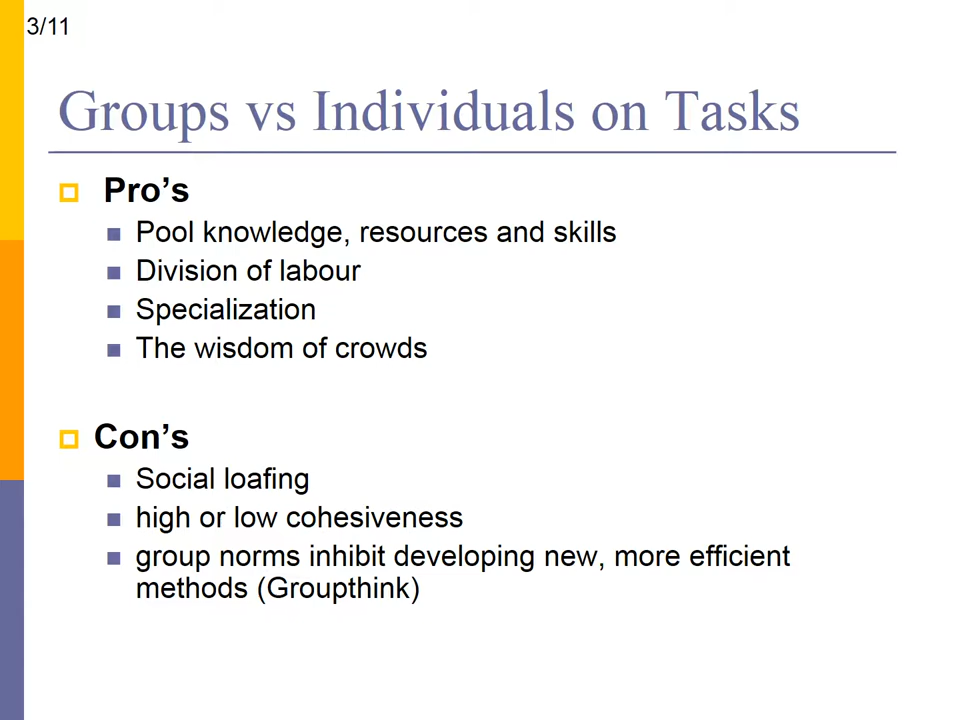 3/11
Groups vs Individuals on Tasks
Pro’s
Pool knowledge, resources and skills
Division of labour
Specialization
The wisdom of crowds
Con’s
Social loafing
high or low cohesiveness
group norms inhibit developing new, more efficient
methods (Groupthink)